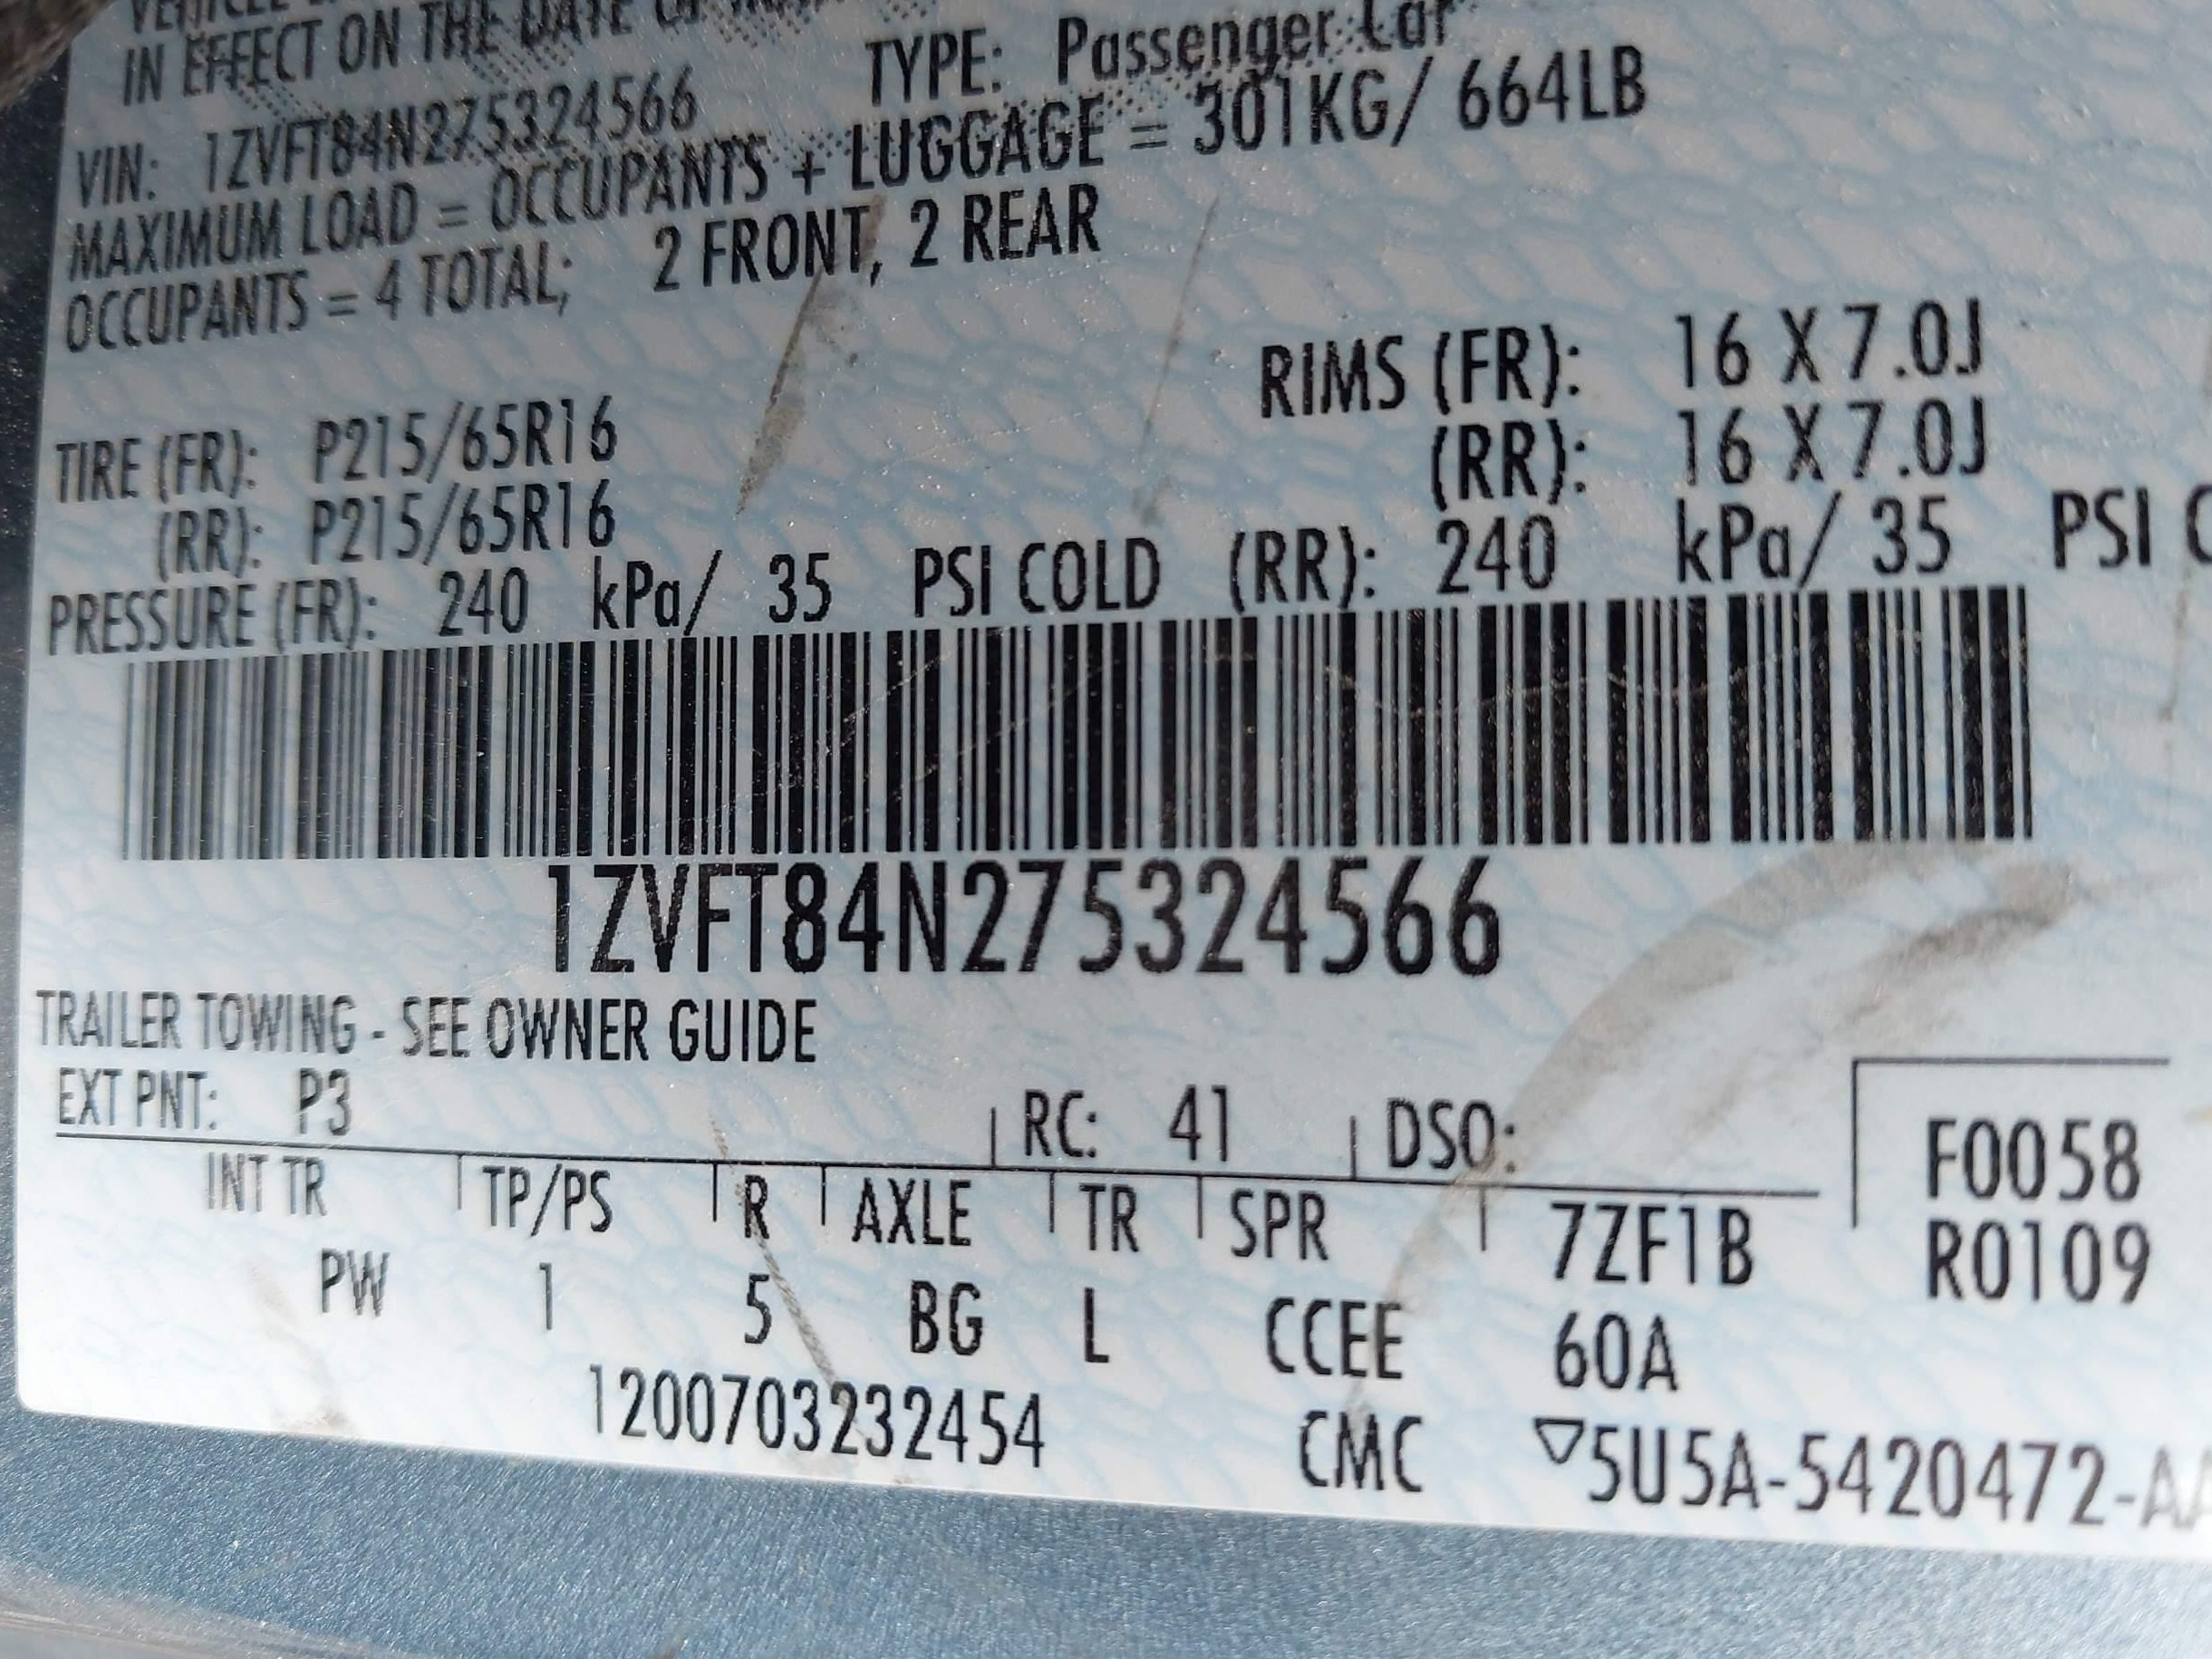 VEHICLE
IN EFFECT ON THE DATE OF
VIN: 1ZVFT84N275324566 TYPE: Passenger Car
MAXIMUM LOAD = OCCUPANTS + LUGGAGE = 301KG/ 664LB
OCCUPANTS = 4 TOTAL; 2 FRONT, 2 REAR
TIRE (FR): P215/65R16 RIMS (FR): 16 X 7.0J
(RR): P215/65R16 (RR): 16 X 7.0J
PRESSURE (FR): 240 kPa/ 35 PSI COLD (RR): 240 kPa/ 35 PSI C
1ZVFT84N275324566
TRAILER TOWING - SEE OWNER GUIDE
EXT PNT: P3 RC: 41 DSO: F0058
INT TR TP/PS R AXLE TR SPR 7ZF1B R0109
PW 1 5 BG L CCEE 60A
1200703232454 CMC ▽5U5A-5420472-AA